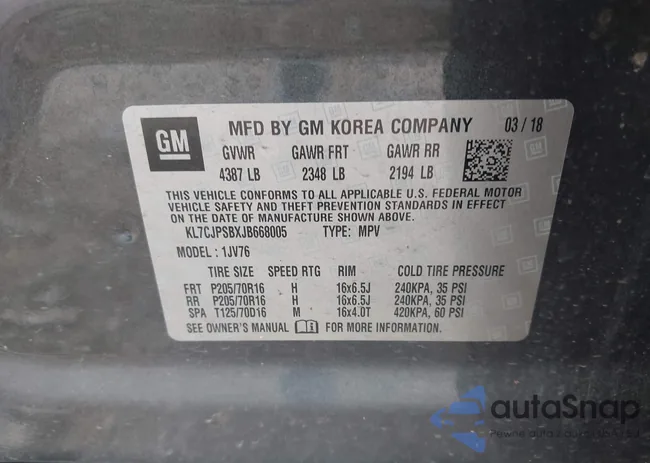 GM MFD BY GM KOREA COMPANY 03/18
GVWR GAWR FRT GAWR RR
4387 LB 2348 LB 2194 LB
THIS VEHICLE CONFORMS TO ALL APPLICABLE U.S. FEDERAL MOTOR
VEHICLE SAFETY AND THEFT PREVENTION STANDARDS IN EFFECT ON
THE DATE OF MANUFACTURE SHOWN ABOVE.
KL7CJPSBXJB668005 TYPE: MPV
MODEL: 1JV76
TIRE SIZE SPEED RTG RIM COLD TIRE PRESSURE
FRT P205/70R16 H 16x6.5J 240KPA, 35 PSI
RR P205/70R16 H 16x6.5J 240KPA, 35 PSI
SPA T125/70D16 M 16x4.0T 420KPA, 60 PSI
SEE OWNER'S MANUAL FOR MORE INFORMATION.
autaSnap
Pewne auta z